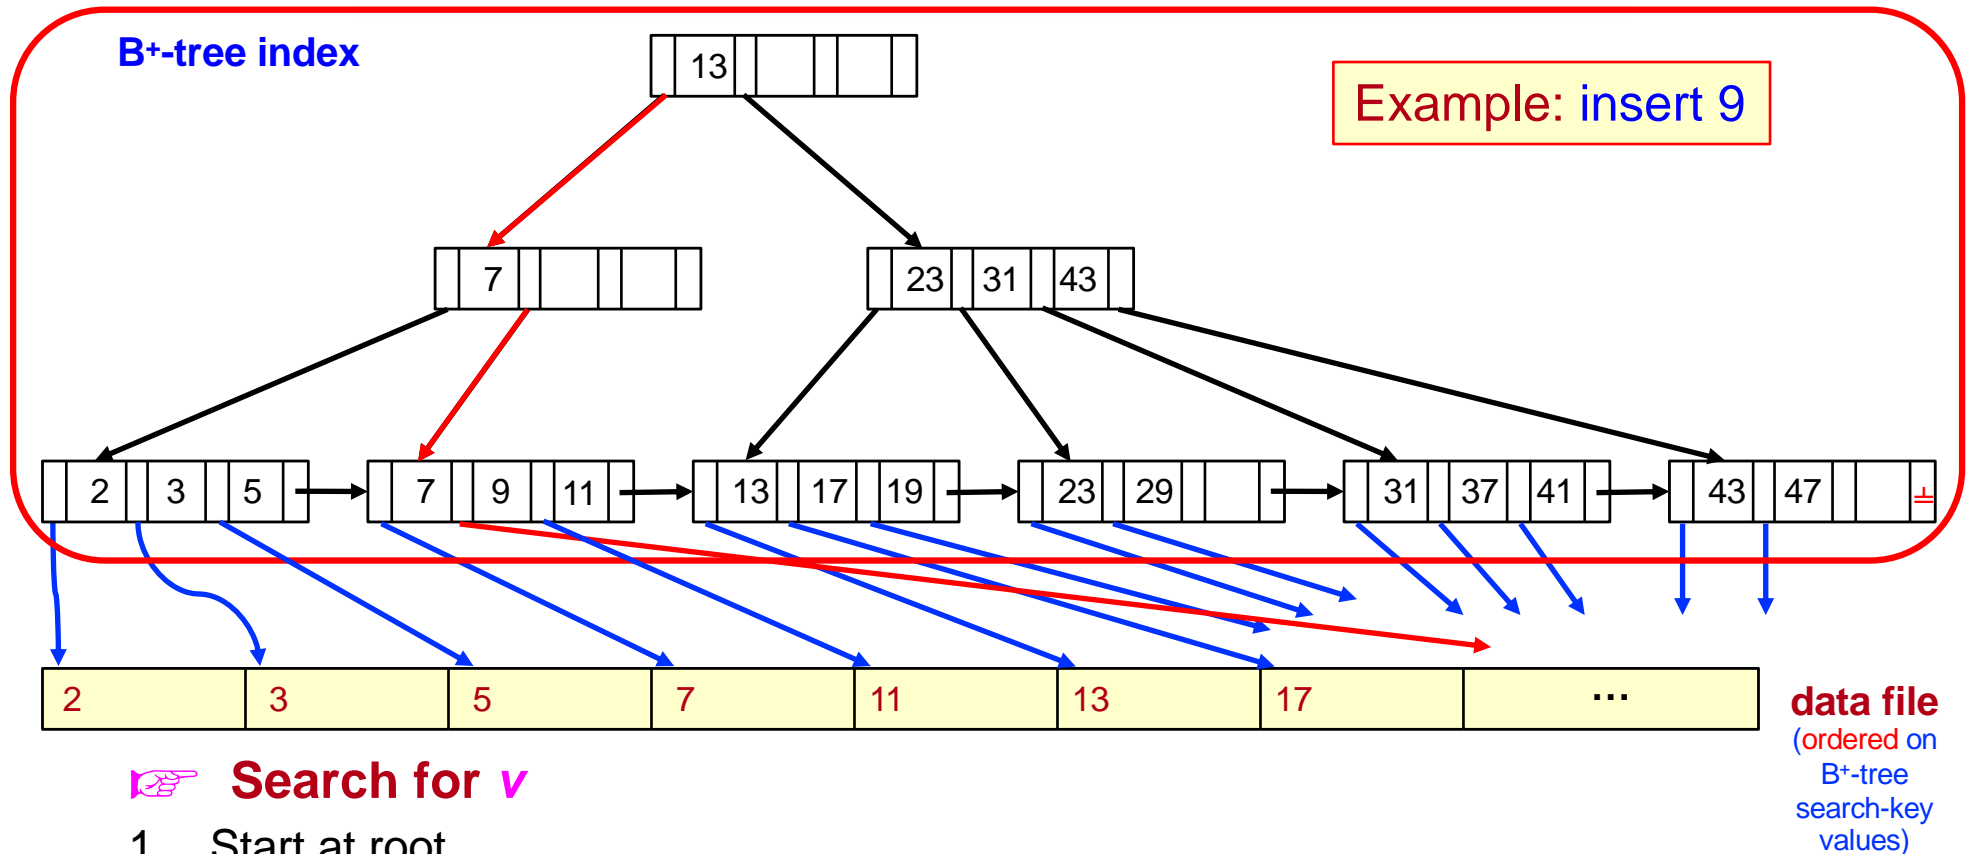 B+-tree index
13
Example: insert 9
7
23 31 43
2 3 5 7 9 11 13 17 19 23 29 31 37 41 43 47
2 3 5 7 11 13 17 ...
data file
(ordered on
B+-tree
search-key
values)
☞ Search for v
1. Start at root